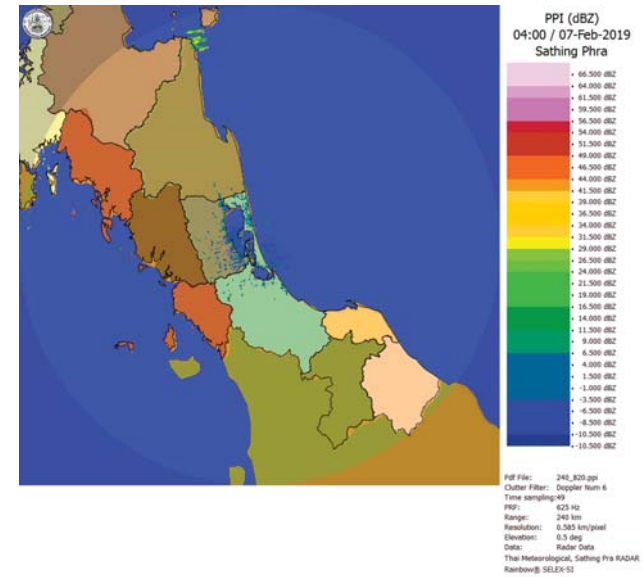 PPI (dBZ)
04:00 / 07-Feb-2019
Sathing Phra
66.500 dBZ
64.000 dBZ
61.500 dBZ
59.500 dBZ
56.500 dBZ
54.000 dBZ
51.500 dBZ
49.000 dBZ
46.500 dBZ
44.000 dBZ
41.500 dBZ
39.000 dBZ
36.500 dBZ
34.000 dBZ
31.500 dBZ
29.000 dBZ
26.500 dBZ
24.000 dBZ
21.500 dBZ
19.000 dBZ
16.500 dBZ
14.000 dBZ
11.500 dBZ
9.000 dBZ
6.500 dBZ
4.000 dBZ
1.500 dBZ
-1.000 dBZ
-3.500 dBZ
-6.500 dBZ
-8.500 dBZ
-10.500 dBZ
-10.500 dBZ
Pdf File: 240_820.ppi
Clutter Filter: Doppler Num 6
Time sampling:49
PRF: 625 Hz
Range: 240 km
Resolution: 0.585 km/pixel
Elevation: 0.5 deg
Data: Radar Data
Thai Meteorological, Sathing Pra RADAR
Rainbow® SELEX-SI